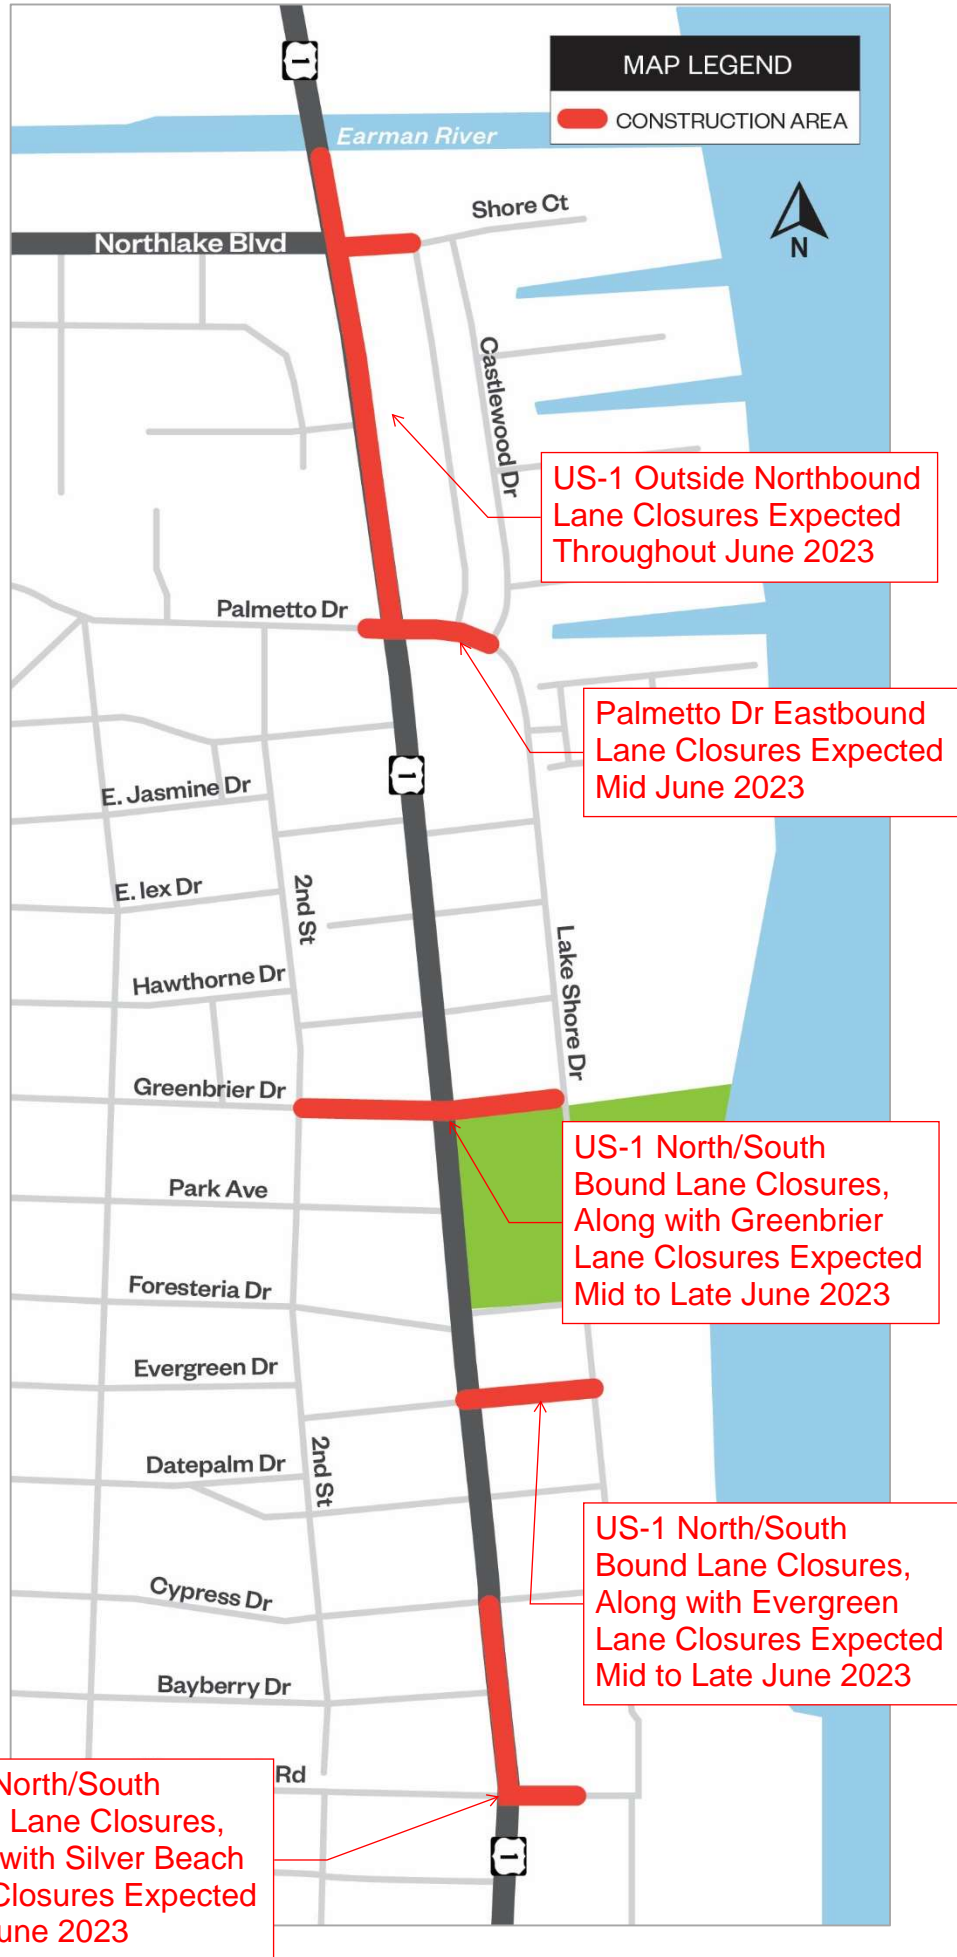 1
MAP LEGEND
CONSTRUCTION AREA
Earman River
Shore Ct
Northlake Blvd
N
Castlewood Dr
US-1 Outside Northbound
Lane Closures Expected
Throughout June 2023
Palmetto Dr
Palmetto Dr Eastbound
Lane Closures Expected
Mid June 2023
1
E. Jasmine Dr
E. lex Dr
2nd St
Lake Shore Dr
Hawthorne Dr
Greenbrier Dr
US-1 North/South
Bound Lane Closures,
Along with Greenbrier
Lane Closures Expected
Mid to Late June 2023
Park Ave
Foresteria Dr
Evergreen Dr
2nd St
Datepalm Dr
US-1 North/South
Bound Lane Closures,
Along with Evergreen
Lane Closures Expected
Mid to Late June 2023
Cypress Dr
Bayberry Dr
Rd
North/South
Lane Closures,
with Silver Beach
Closures Expected
June 2023
1